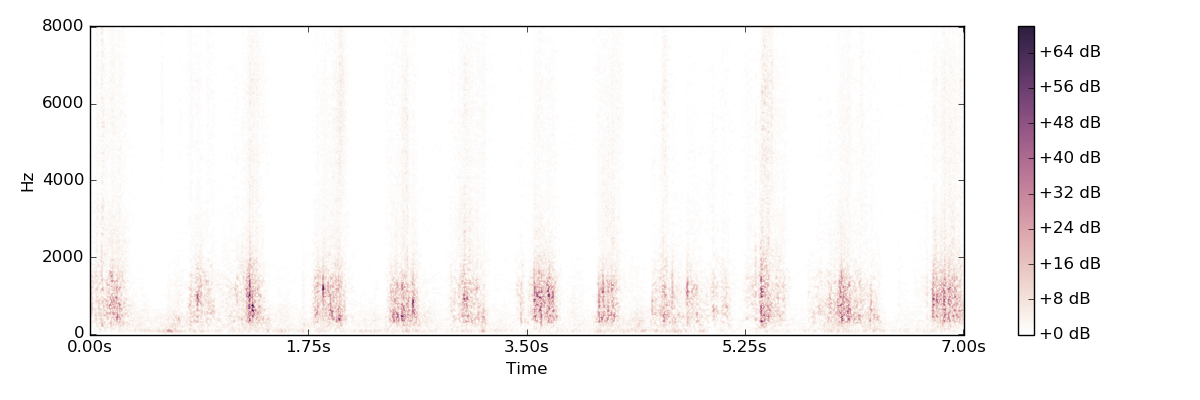 8000
6000
4000
2000
0
Hz
0.00s 1.75s 3.50s 5.25s 7.00s
Time
+64 dB
+56 dB
+48 dB
+40 dB
+32 dB
+24 dB
+16 dB
+8 dB
+0 dB